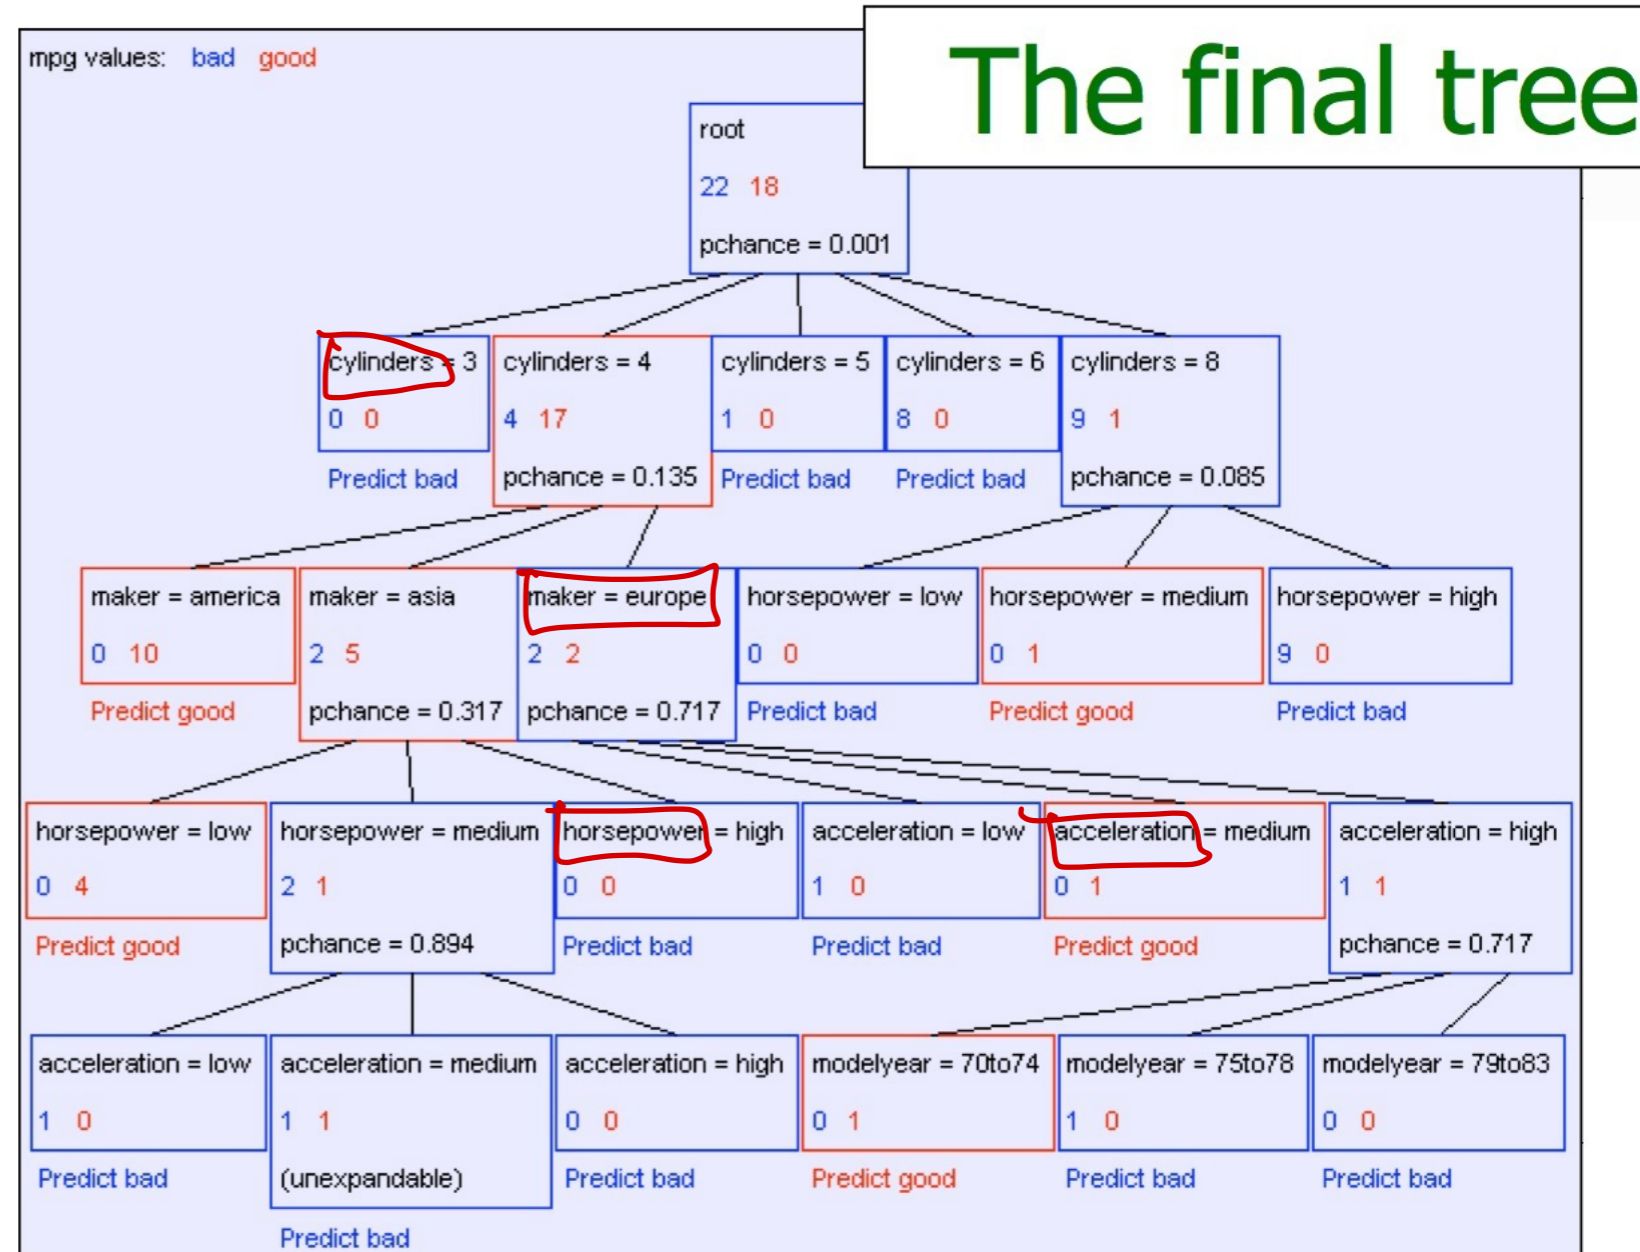 The final tree
mpg values: bad good
root
22 18
pchance = 0.001
cylinders = 3
0 0
Predict bad
cylinders = 4
4 17
pchance = 0.135
cylinders = 5
1 0
Predict bad
cylinders = 6
8 0
Predict bad
cylinders = 8
9 1
pchance = 0.085
maker = america
0 10
Predict good
maker = asia
2 5
pchance = 0.317
maker = europe
2 2
pchance = 0.717
horsepower = low
0 0
Predict bad
horsepower = medium
0 1
Predict good
horsepower = high
9 0
Predict bad
horsepower = low
0 4
Predict good
horsepower = medium
2 1
pchance = 0.894
horsepower = high
0 0
Predict bad
acceleration = low
1 0
Predict bad
acceleration = medium
0 1
Predict good
acceleration = high
1 1
pchance = 0.717
acceleration = low
1 0
Predict bad
acceleration = medium
1 1
(unexpandable)
Predict bad
acceleration = high
0 0
Predict bad
modelyear = 70to74
0 1
Predict good
modelyear = 75to78
1 0
Predict bad
modelyear = 79to83
0 0
Predict bad